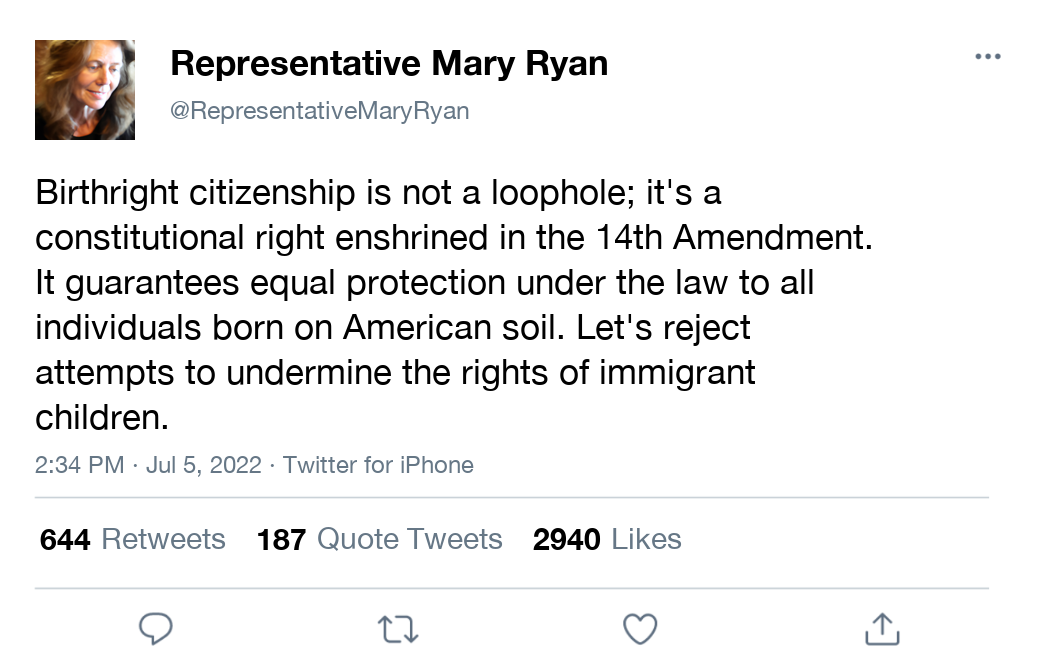 Representative Mary Ryan
@RepresentativeMaryRyan
Birthright citizenship is not a loophole; it's a
constitutional right enshrined in the 14th Amendment.
It guarantees equal protection under the law to all
individuals born on American soil. Let's reject
attempts to undermine the rights of immigrant
children.
2:34 PM · Jul 5, 2022 · Twitter for iPhone
644 Retweets 187 Quote Tweets 2940 Likes